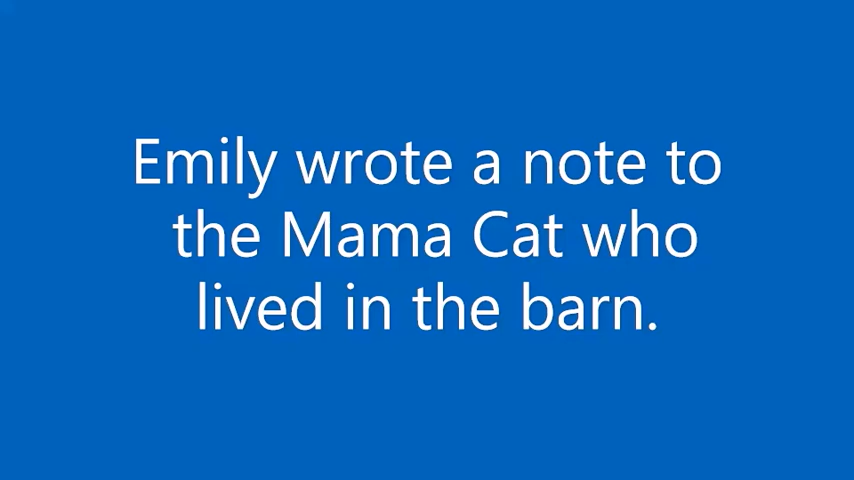 Emily wrote a note to
the Mama Cat who
lived in the barn.